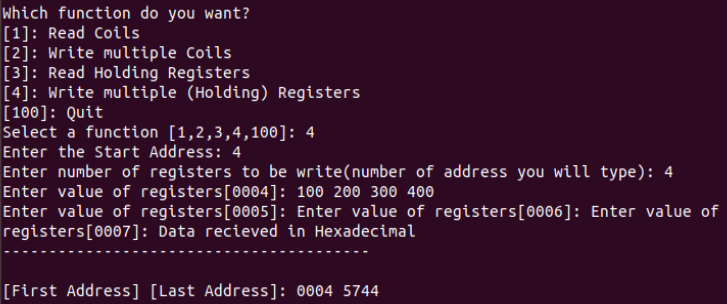 Which function do you want?
[1]: Read Coils
[2]: Write multiple Coils
[3]: Read Holding Registers
[4]: Write multiple (Holding) Registers
[100]: Quit
Select a function [1,2,3,4,100]: 4
Enter the Start Address: 4
Enter number of registers to be write(number of address you will type): 4
Enter value of registers[0004]: 100 200 300 400
Enter value of registers[0005]: Enter value of registers[0006]: Enter value of
registers[0007]: Data recieved in Hexadecimal
----------------------------------------
[First Address] [Last Address]: 0004 5744